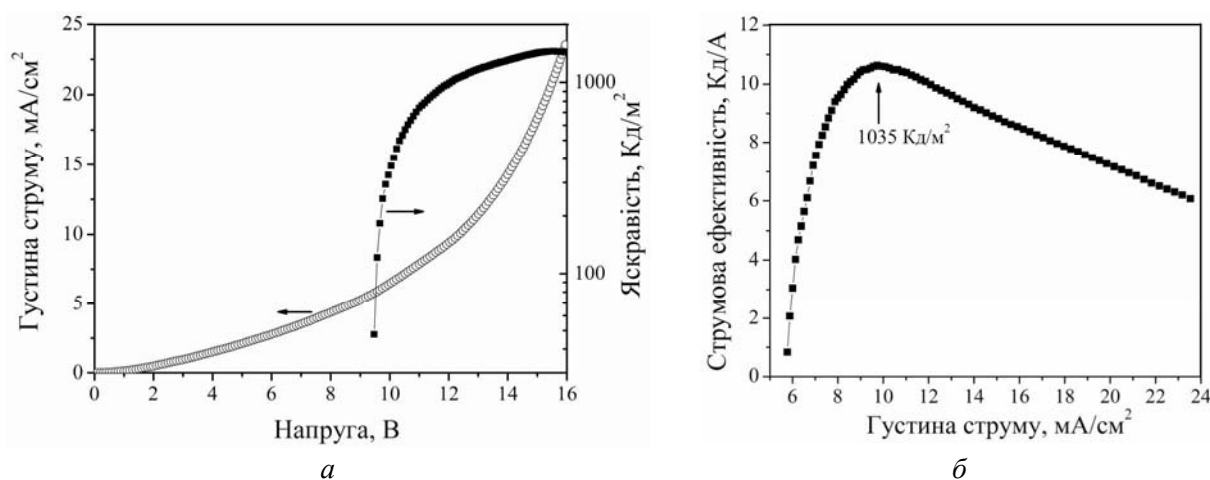 Густина струму, мА/см²
25
20
15
10
5
0
0 2 4 6 8 10 12 14 16
Напруга, В
1000
100
Яскравість, Кд/м²
а
Струмова ефективність, Кд/А
12
10
8
6
4
2
0
6 8 10 12 14 16 18 20 22 24
Густина струму, мА/см²
1035 Кд/м²
б